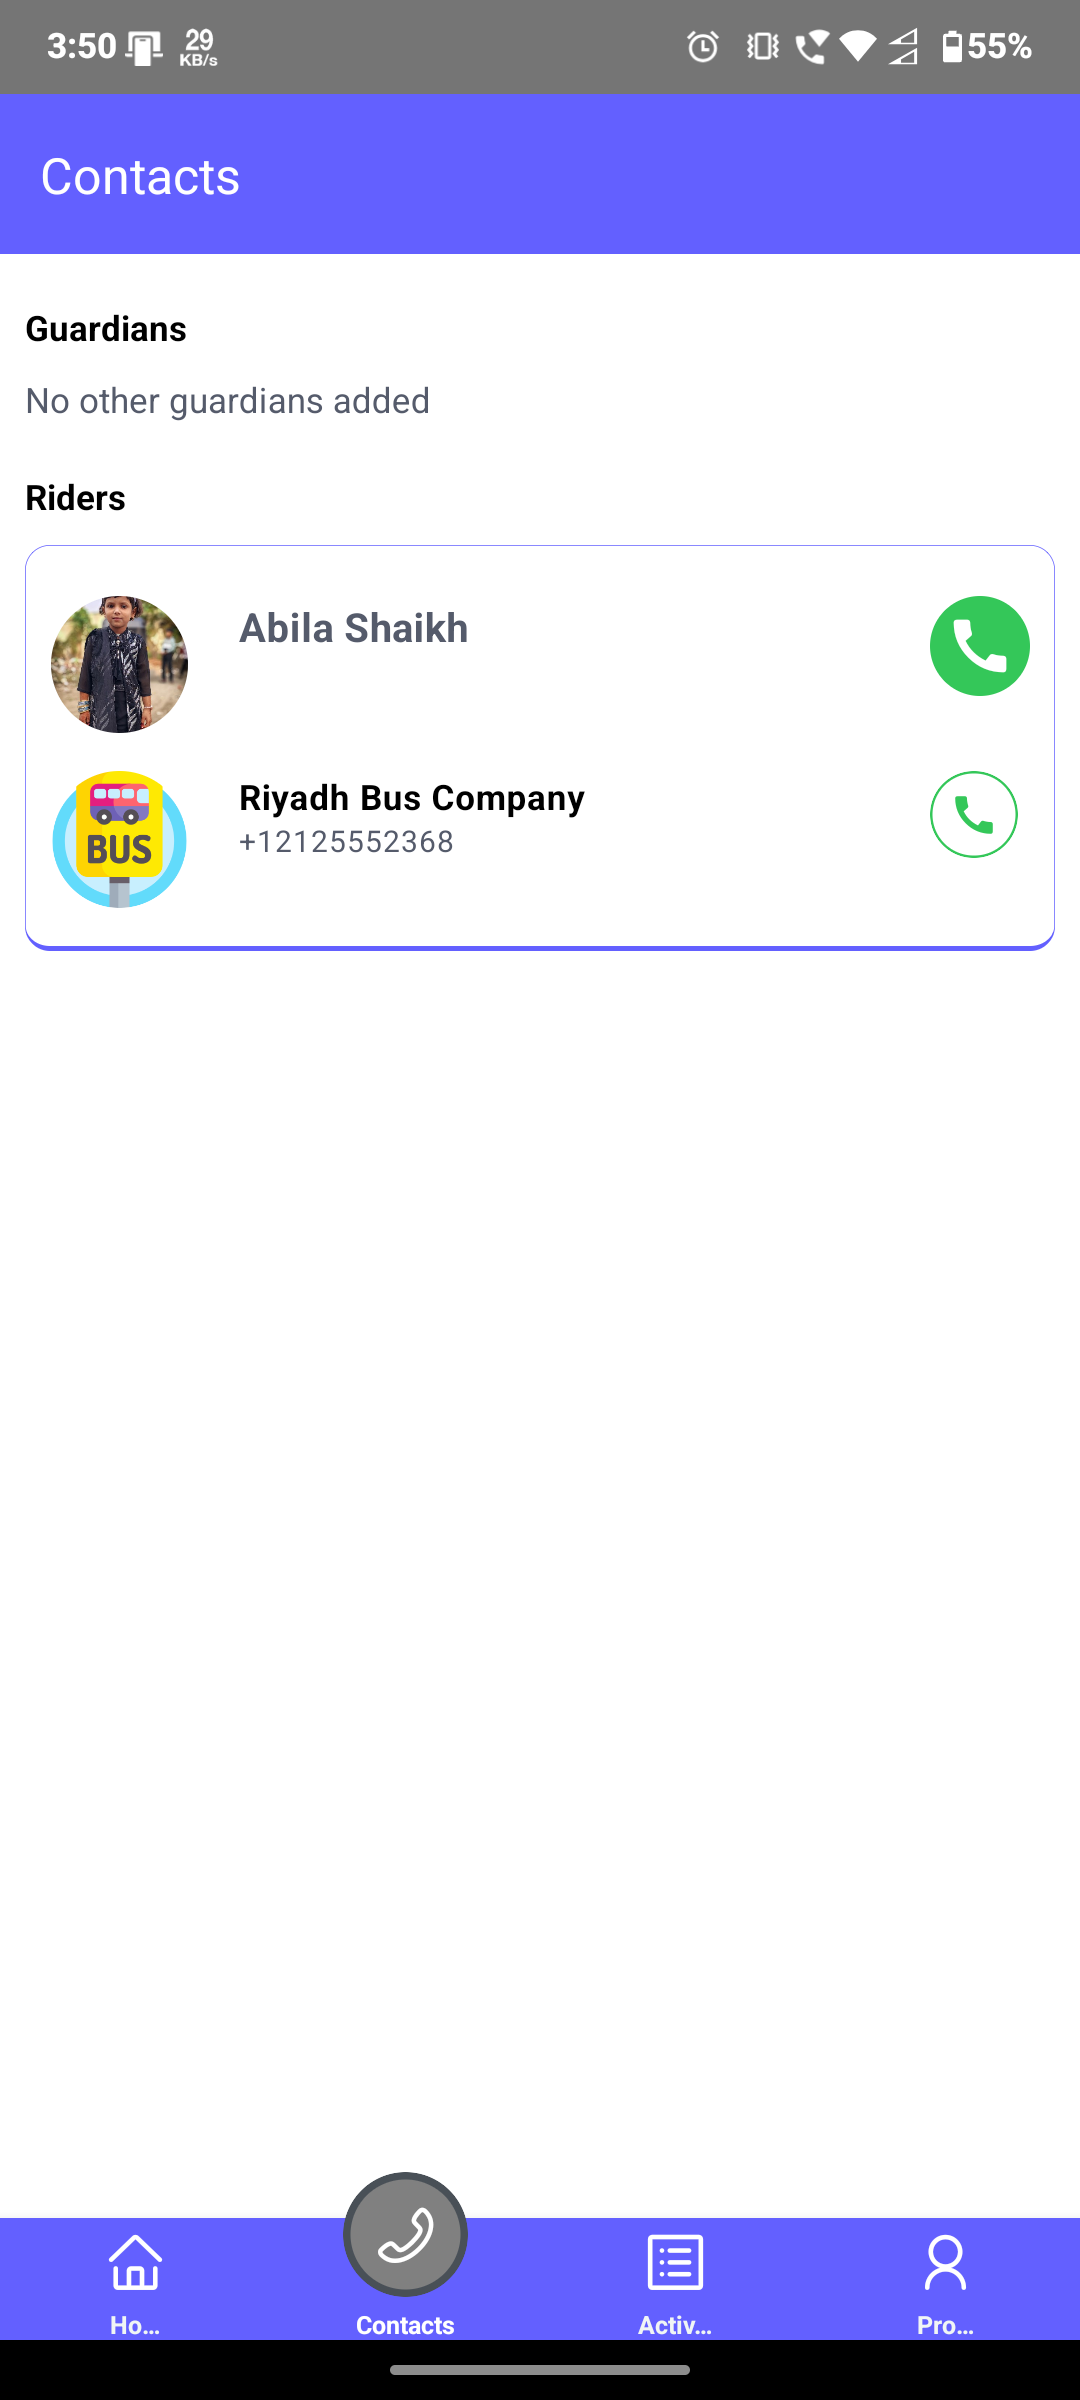 3:50
29
KB/s
55%
Contacts
Guardians
No other guardians added
Riders
Abila Shaikh
BUS
Riyadh Bus Company
+12125552368
Ho...
Contacts
Activ...
Pro...